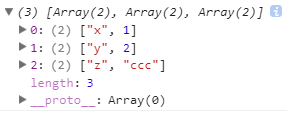 ▼ (3) [Array(2), Array(2), Array(2)] i
▶ 0: (2) ["x", 1]
▶ 1: (2) ["y", 2]
▶ 2: (2) ["z", "ccc"]
length: 3
▶ __proto__: Array(0)